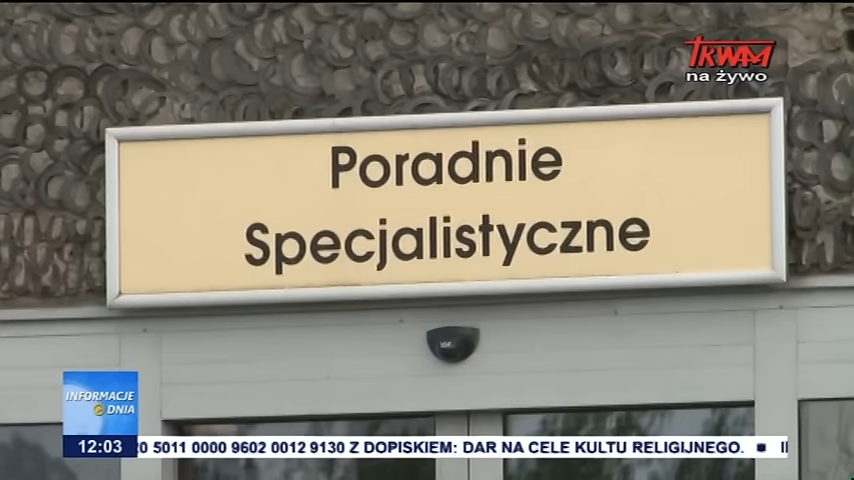 TRWAM
na żywo
Poradnie
Specjalistyczne
INFORMACJE
DNIA
12:03
20 5011 0000 9602 0012 9130 Z DOPISKIEM: DAR NA CELE KULTU RELIGIJNEGO.